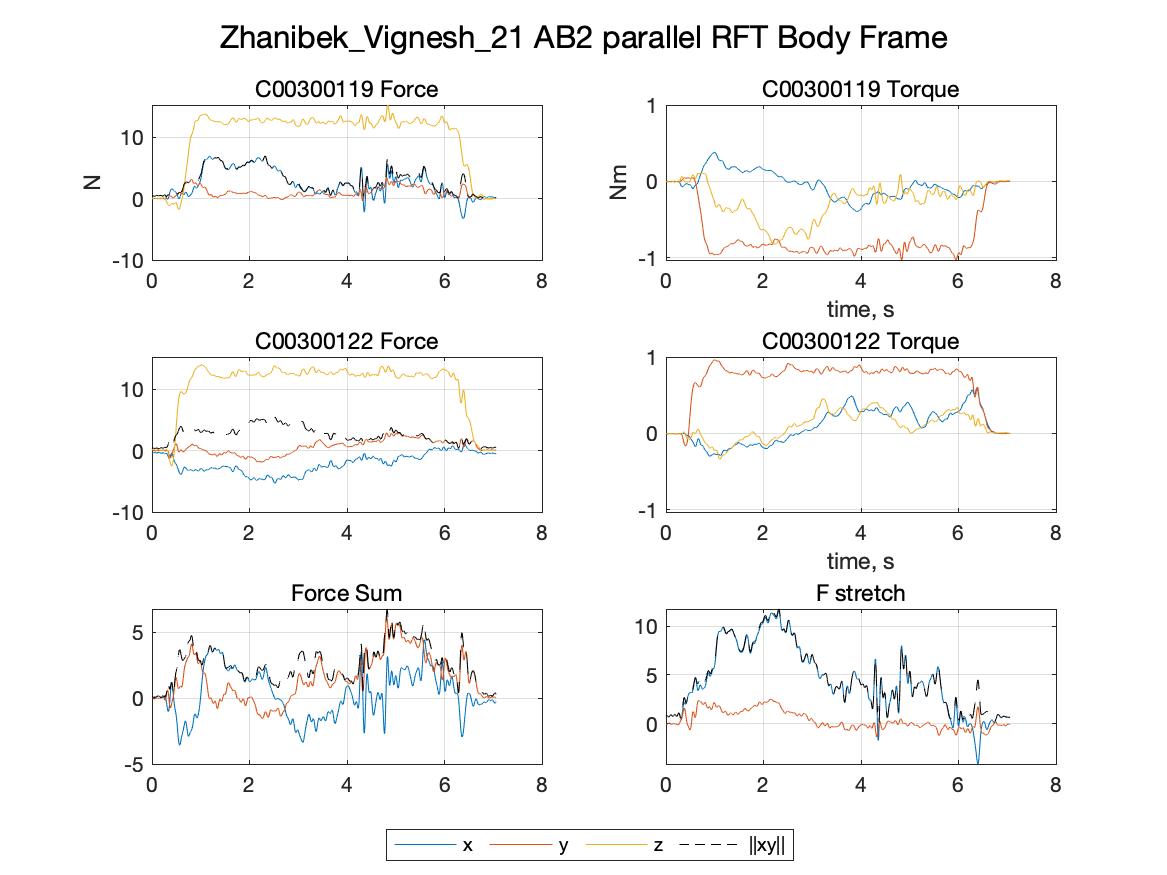 Zhanibek_Vignesh_21 AB2 parallel RFT Body Frame
C00300119 Force
10
0
-10
N
0 2 4 6 8
C00300119 Torque
1
0
-1
Nm
0 2 4 6 8
time, s
C00300122 Force
10
0
-10
0 2 4 6 8
C00300122 Torque
1
0
-1
0 2 4 6 8
time, s
Force Sum
5
0
-5
0 2 4 6 8
F stretch
10
5
0
0 2 4 6 8
x y z ||xy||